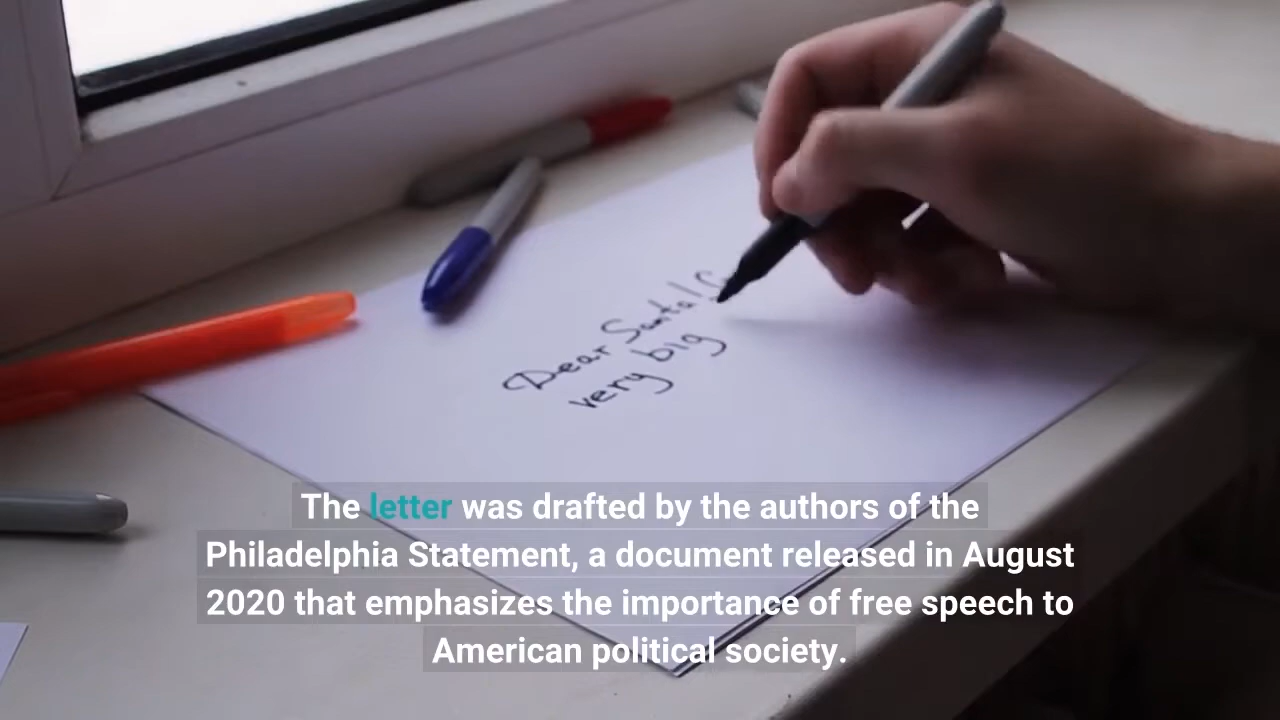 Dear Santa!
very big
The letter was drafted by the authors of the
Philadelphia Statement, a document released in August
2020 that emphasizes the importance of free speech to
American political society.